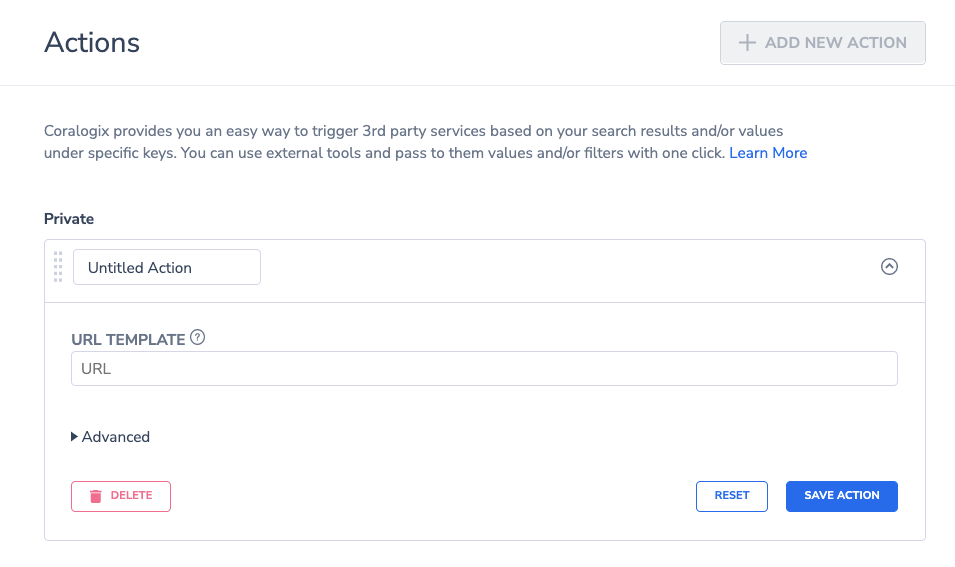 Actions
ADD NEW ACTION
Coralogix provides you an easy way to trigger 3rd party services based on your search results and/or values
under specific keys. You can use external tools and pass to them values and/or filters with one click. Learn More
Private
Untitled Action
URL TEMPLATE ?
URL
Advanced
DELETE
RESET
SAVE ACTION